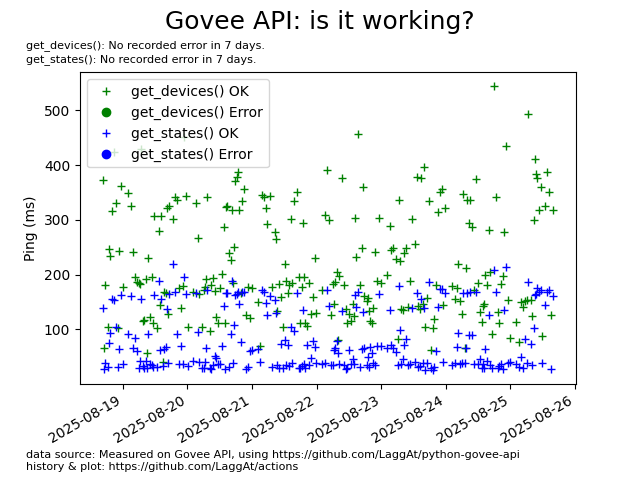 Govee API: is it working?
get_devices(): No recorded error in 7 days.
get_states(): No recorded error in 7 days.
get_devices() OK
get_devices() Error
get_states() OK
get_states() Error
Ping (ms)
500
400
300
200
100
2025-08-19
2025-08-20
2025-08-21
2025-08-22
2025-08-23
2025-08-24
2025-08-25
2025-08-26
data source: Measured on Govee API, using https://github.com/LaggAt/python-govee-api
history & plot: https://github.com/LaggAt/actions